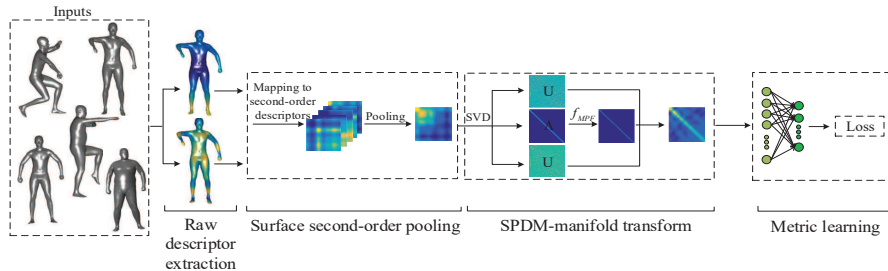 Inputs
Mapping to
second-order
descriptors
Pooling
SVD
U
Λ
U
f_MPF
Loss
Raw
descriptor
extraction
Surface second-order pooling
SPDM-manifold transform
Metric learning